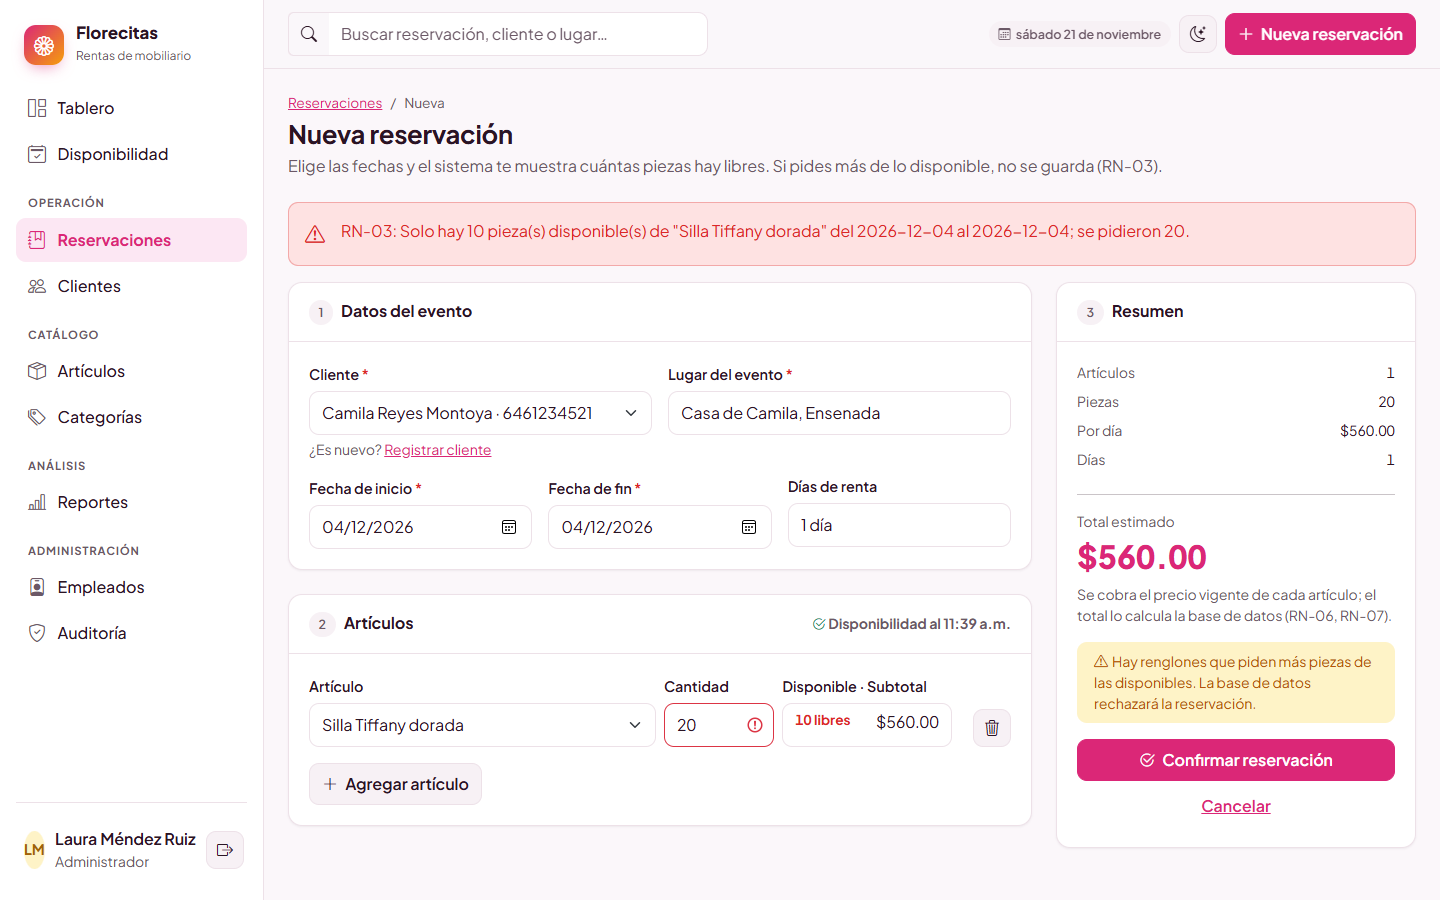 Florecitas
Rentas de mobiliario
Tablero
Disponibilidad
OPERACIÓN
Reservaciones
Clientes
CATÁLOGO
Artículos
Categorías
ANÁLISIS
Reportes
ADMINISTRACIÓN
Empleados
Auditoría
LM
Laura Méndez Ruiz
Administrador
Buscar reservación, cliente o lugar...
sábado 21 de noviembre
+ Nueva reservación
Reservaciones / Nueva
Nueva reservación
Elige las fechas y el sistema te muestra cuántas piezas hay libres. Si pides más de lo disponible, no se guarda (RN-03).
RN-03: Solo hay 10 pieza(s) disponible(s) de "Silla Tiffany dorada" del 2026-12-04 al 2026-12-04; se pidieron 20.
1 Datos del evento
Cliente *
Camila Reyes Montoya · 6461234521
¿Es nuevo? Registrar cliente
Lugar del evento *
Casa de Camila, Ensenada
Fecha de inicio *
04/12/2026
Fecha de fin *
04/12/2026
Días de renta
1 día
2 Artículos
Disponibilidad al 11:39 a.m.
Artículo
Silla Tiffany dorada
Cantidad
20
Disponible · Subtotal
10 libres $560.00
+ Agregar artículo
3 Resumen
Artículos 1
Piezas 20
Por día $560.00
Días 1
Total estimado
$560.00
Se cobra el precio vigente de cada artículo; el
total lo calcula la base de datos (RN-06, RN-07).
Hay renglones que piden más piezas de
las disponibles. La base de datos
rechazará la reservación.
Confirmar reservación
Cancelar